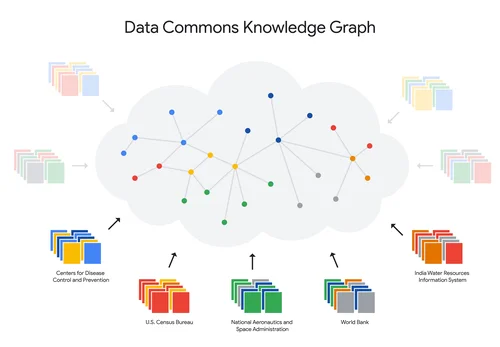 Data Commons Knowledge Graph
Centers for Disease
Control and Prevention
U.S. Census Bureau
National Aeronautics and
Space Administration
World Bank
India Water Resources
Information System